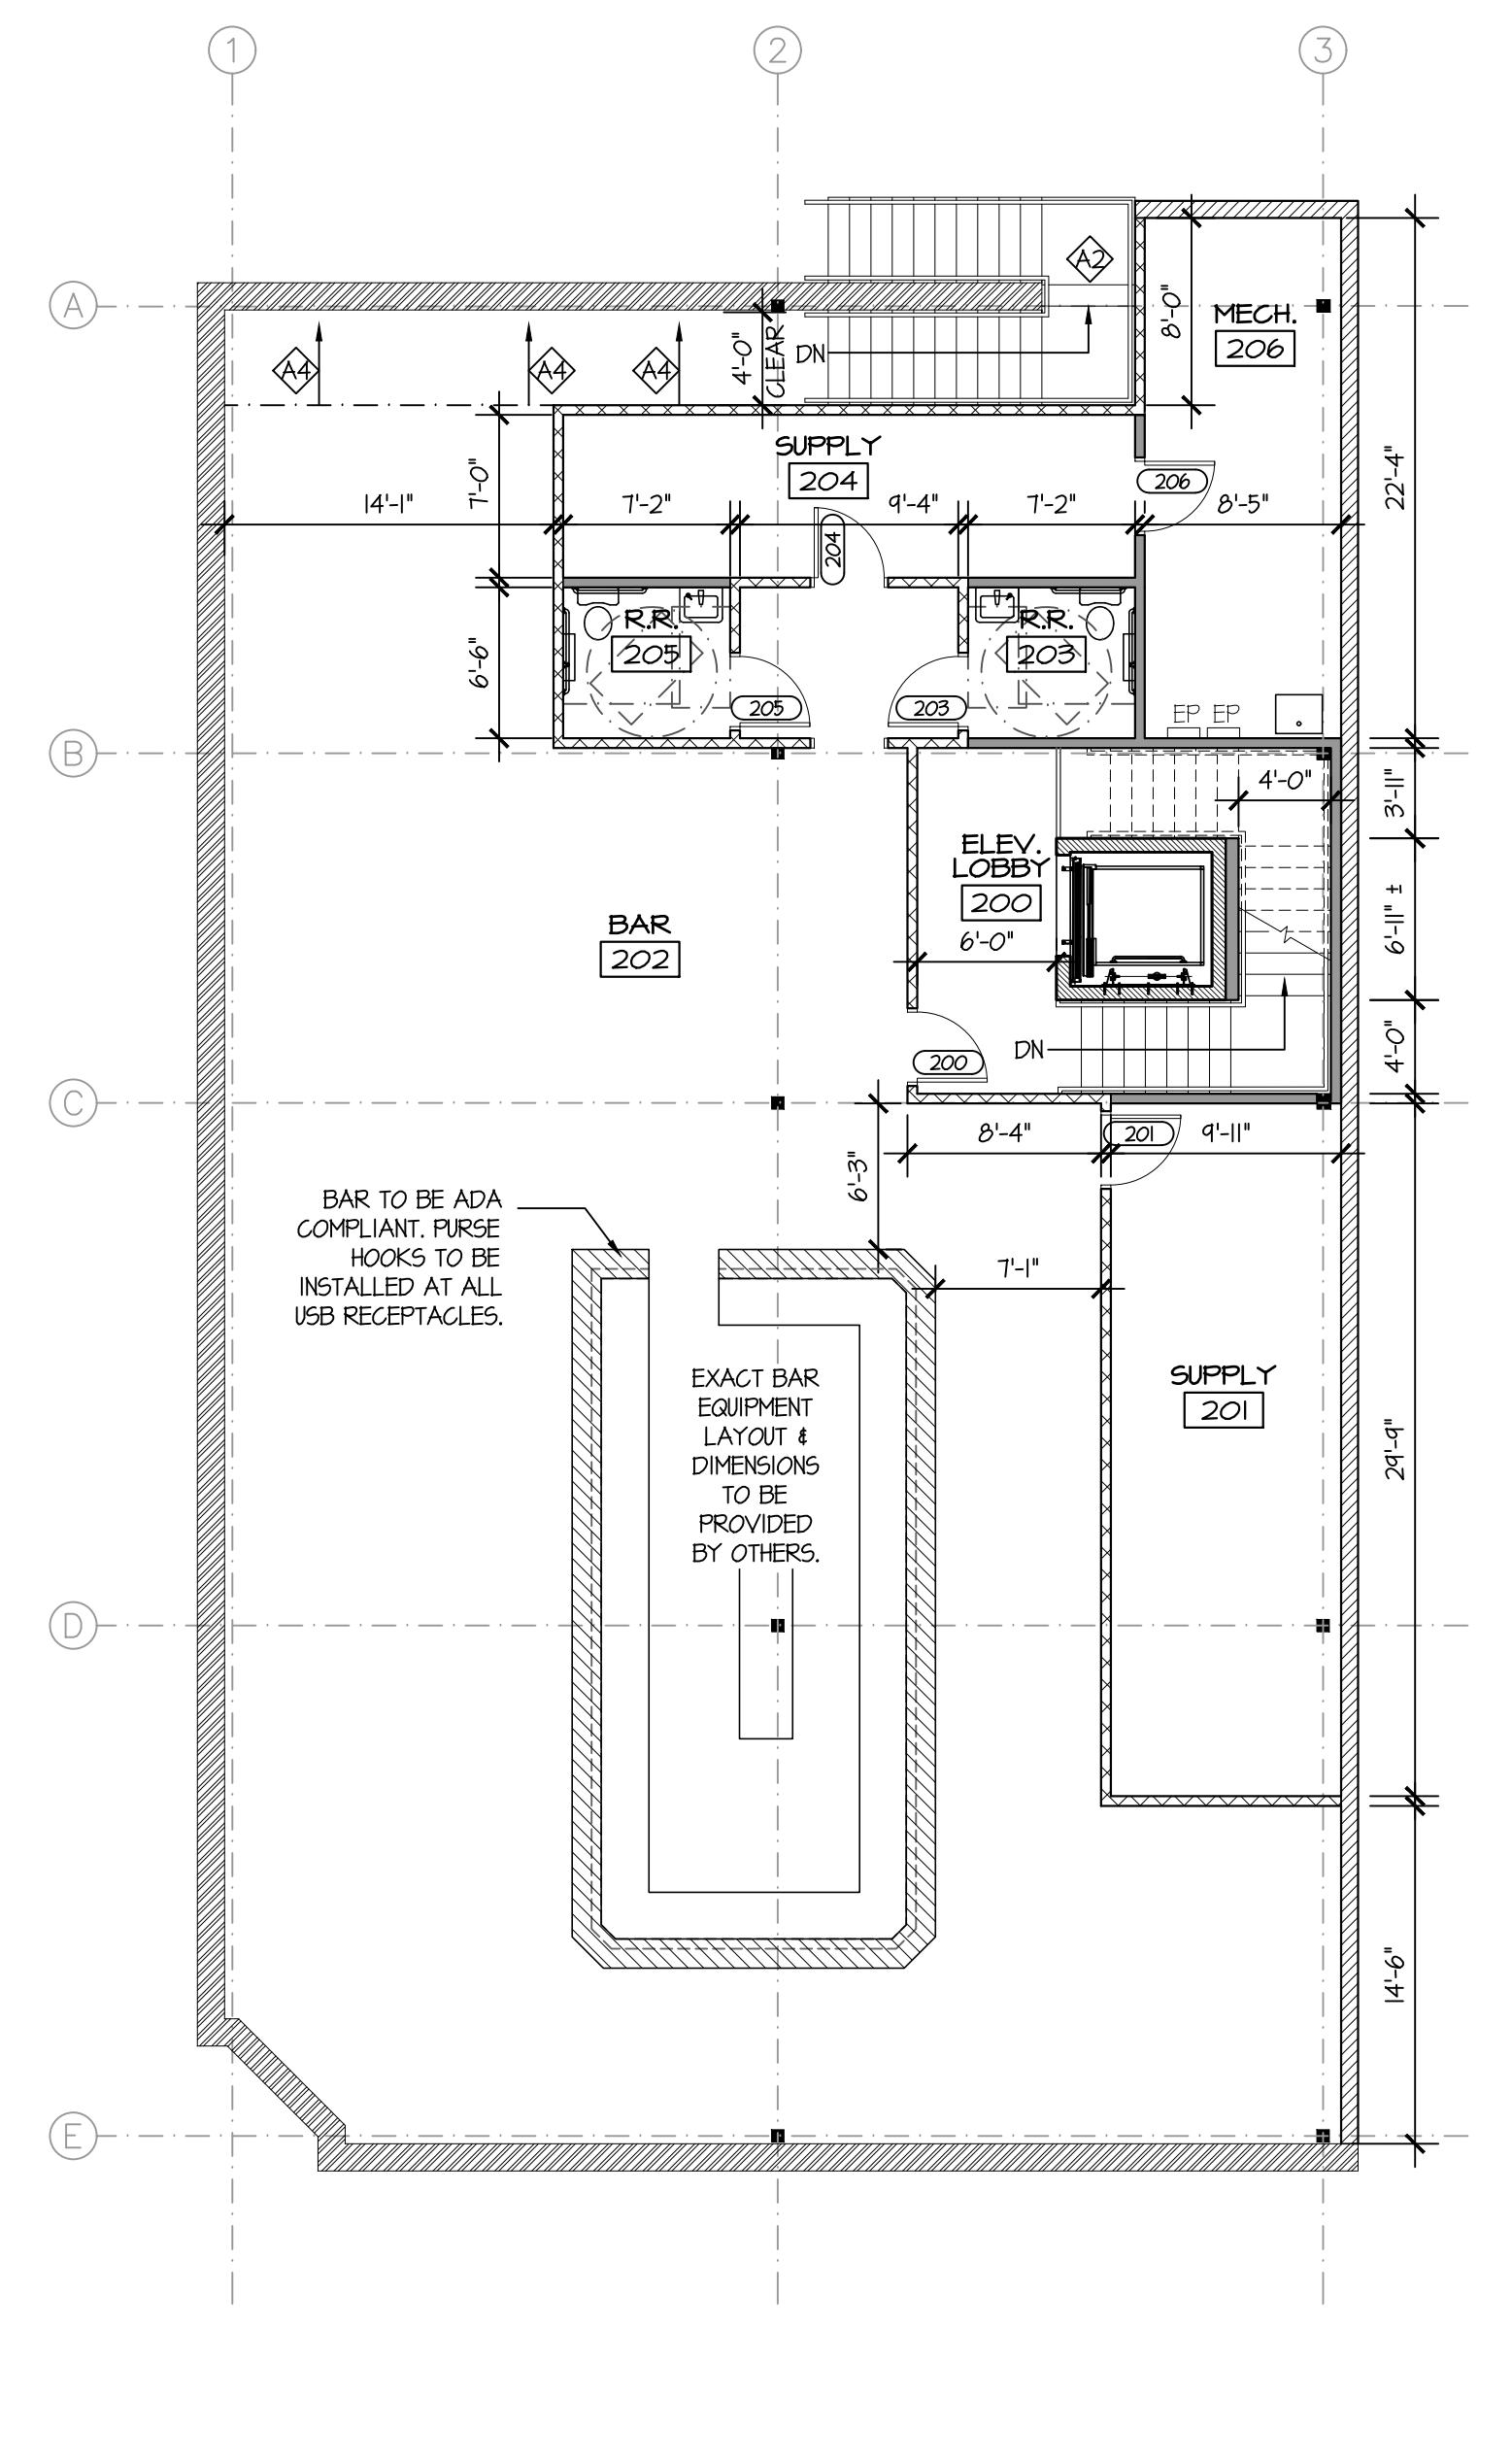 1
2
3
A2
A
MECH.
206
8'-0"
A4
A4
A4
4'-0"
CLEAR
DN
SUPPLY
204
206
22'-4"
7'-0"
14'-1"
7'-2"
9'-4"
7'-2"
8'-5"
204
R.R.
205
R.R.
203
6'-6"
205
203
EP
EP
B
4'-0"
3'-11"
ELEV.
LOBBY
200
6'-0"
6'-11" ±
BAR
202
DN
200
4'-0"
C
8'-4"
201
9'-11"
6'-3"
BAR TO BE ADA
COMPLIANT. PURSE
HOOKS TO BE
INSTALLED AT ALL
USB RECEPTACLES.
7'-1"
EXACT BAR
EQUIPMENT
LAYOUT &
DIMENSIONS
TO BE
PROVIDED
BY OTHERS.
SUPPLY
201
29'-9"
D
14'-6"
E